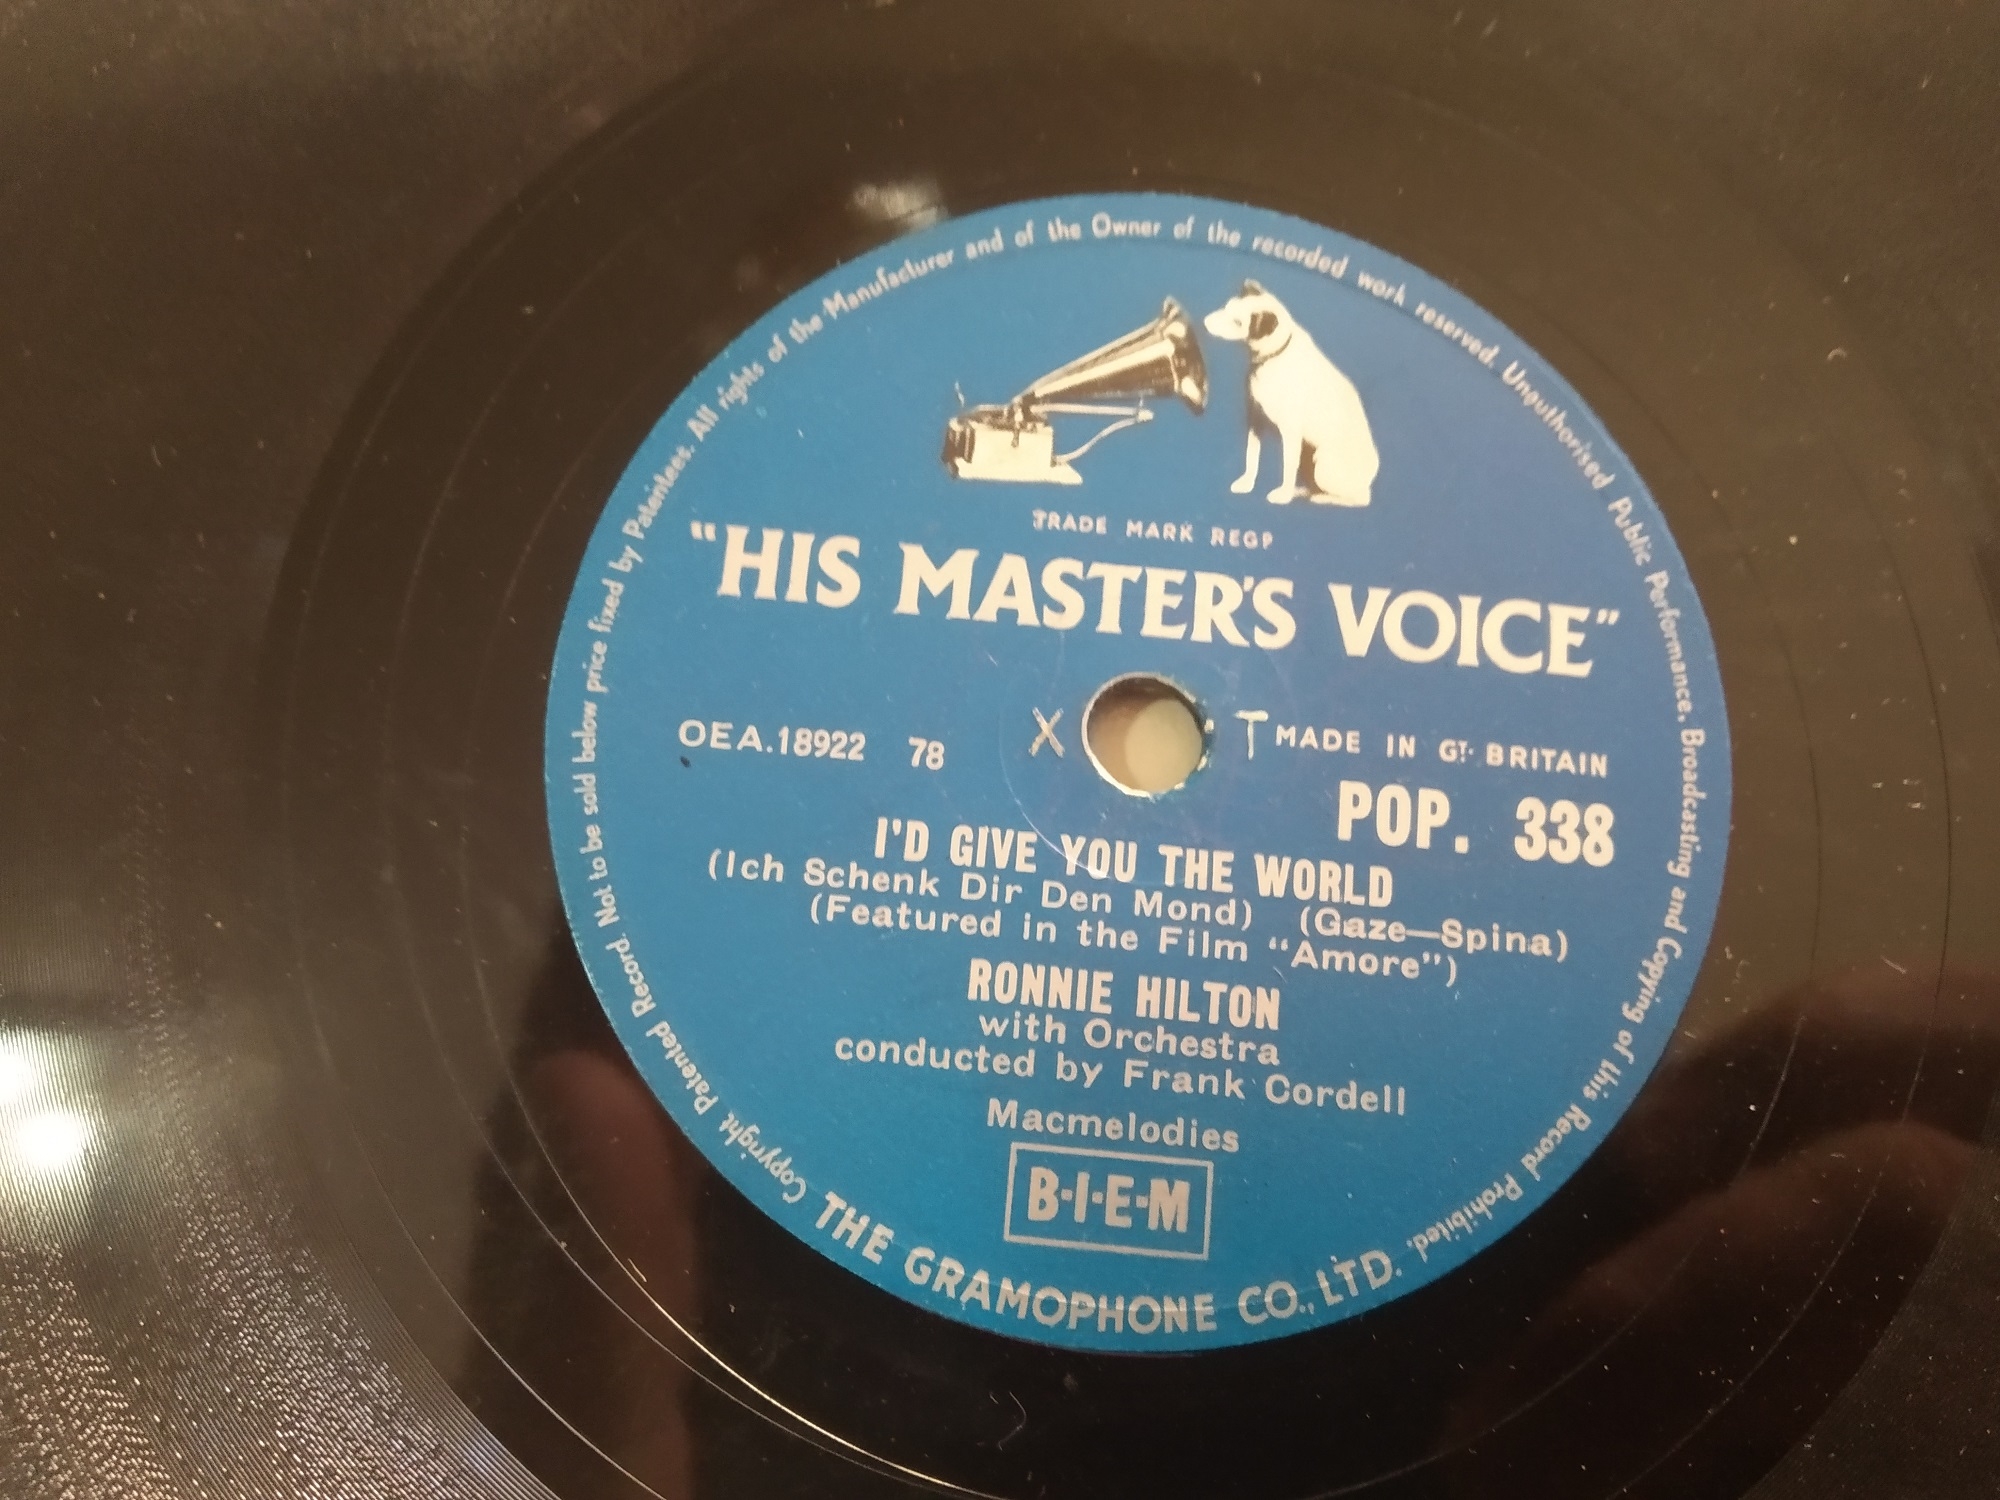 Copyright Patented Record. Not to be sold below price fixed by Patentees. All rights of the Manufacturer and of the Owner of the recorded work reserved. Unauthorised Public Performance, Broadcasting and Copying of this Record Prohibited.
TRADE MARK REGD
"HIS MASTER'S VOICE"
OEA.18922 78 X T MADE IN GT. BRITAIN
POP. 338
I'D GIVE YOU THE WORLD
(Ich Schenk Dir Den Mond) (Gaze—Spina)
(Featured in the Film "Amore")
RONNIE HILTON
with Orchestra
conducted by Frank Cordell
Macmelodies
B·I·E·M
THE GRAMOPHONE CO., LTD.